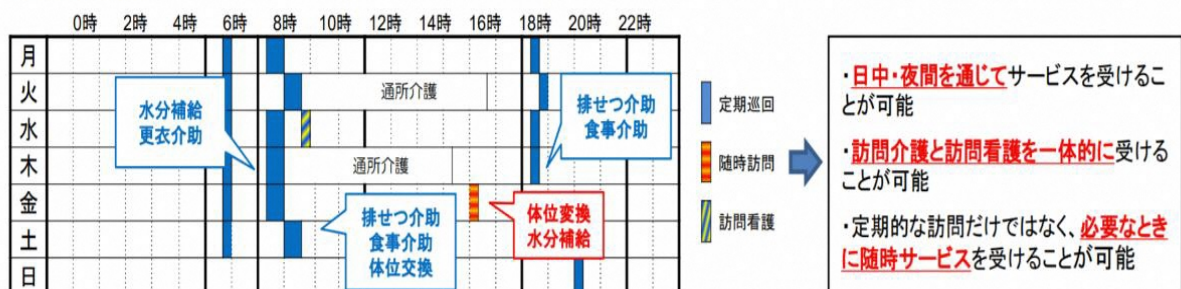 0時 2時 4時 6時 8時 10時 12時 14時 16時 18時 20時 22時
月
火
通所介護
水
木
通所介護
金
土
日
水分補給
更衣介助
排せつ介助
食事介助
体位交換
体位変換
水分補給
排せつ介助
食事介助
定期巡回
随時訪問
訪問看護
・日中・夜間を通じてサービスを受けるこ
とが可能
・訪問介護と訪問看護を一体的に受ける
ことが可能
・定期的な訪問だけではなく、必要なとき
に随時サービスを受けることが可能